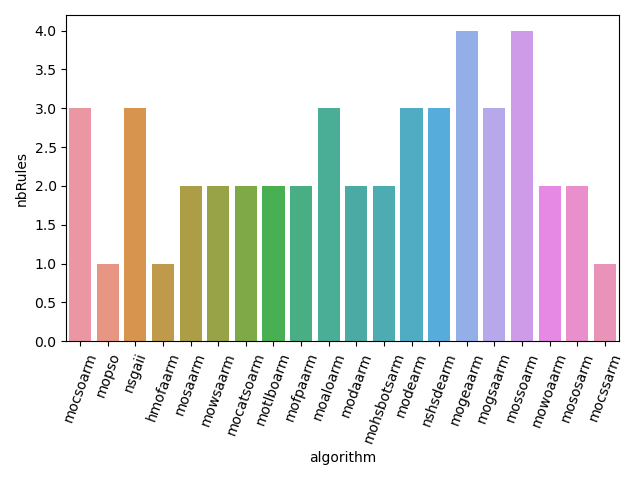 4.0
3.5
3.0
2.5
2.0
1.5
1.0
0.5
0.0
nbRules
mocsoarm
mopso
nsgaii
hmofaarm
mosaarm
mowsaarm
mocatsoarm
motlboarm
mofpaarm
moaloarm
modaarm
mohsbotsarm
modearm
nshsdearm
mogeaarm
mogsaarm
mossoarm
mowoaarm
mososarm
mocssarm
algorithm